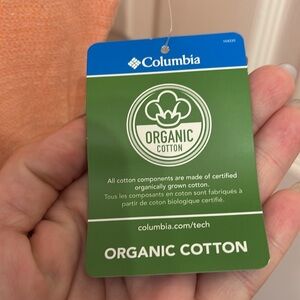 Columbia
ORGANIC
COTTON
All cotton components are made of certified
organically grown cotton.
Tous les composants en coton sont fabriqués à
partir de coton biologique certifié.
columbia.com/tech
ORGANIC COTTON